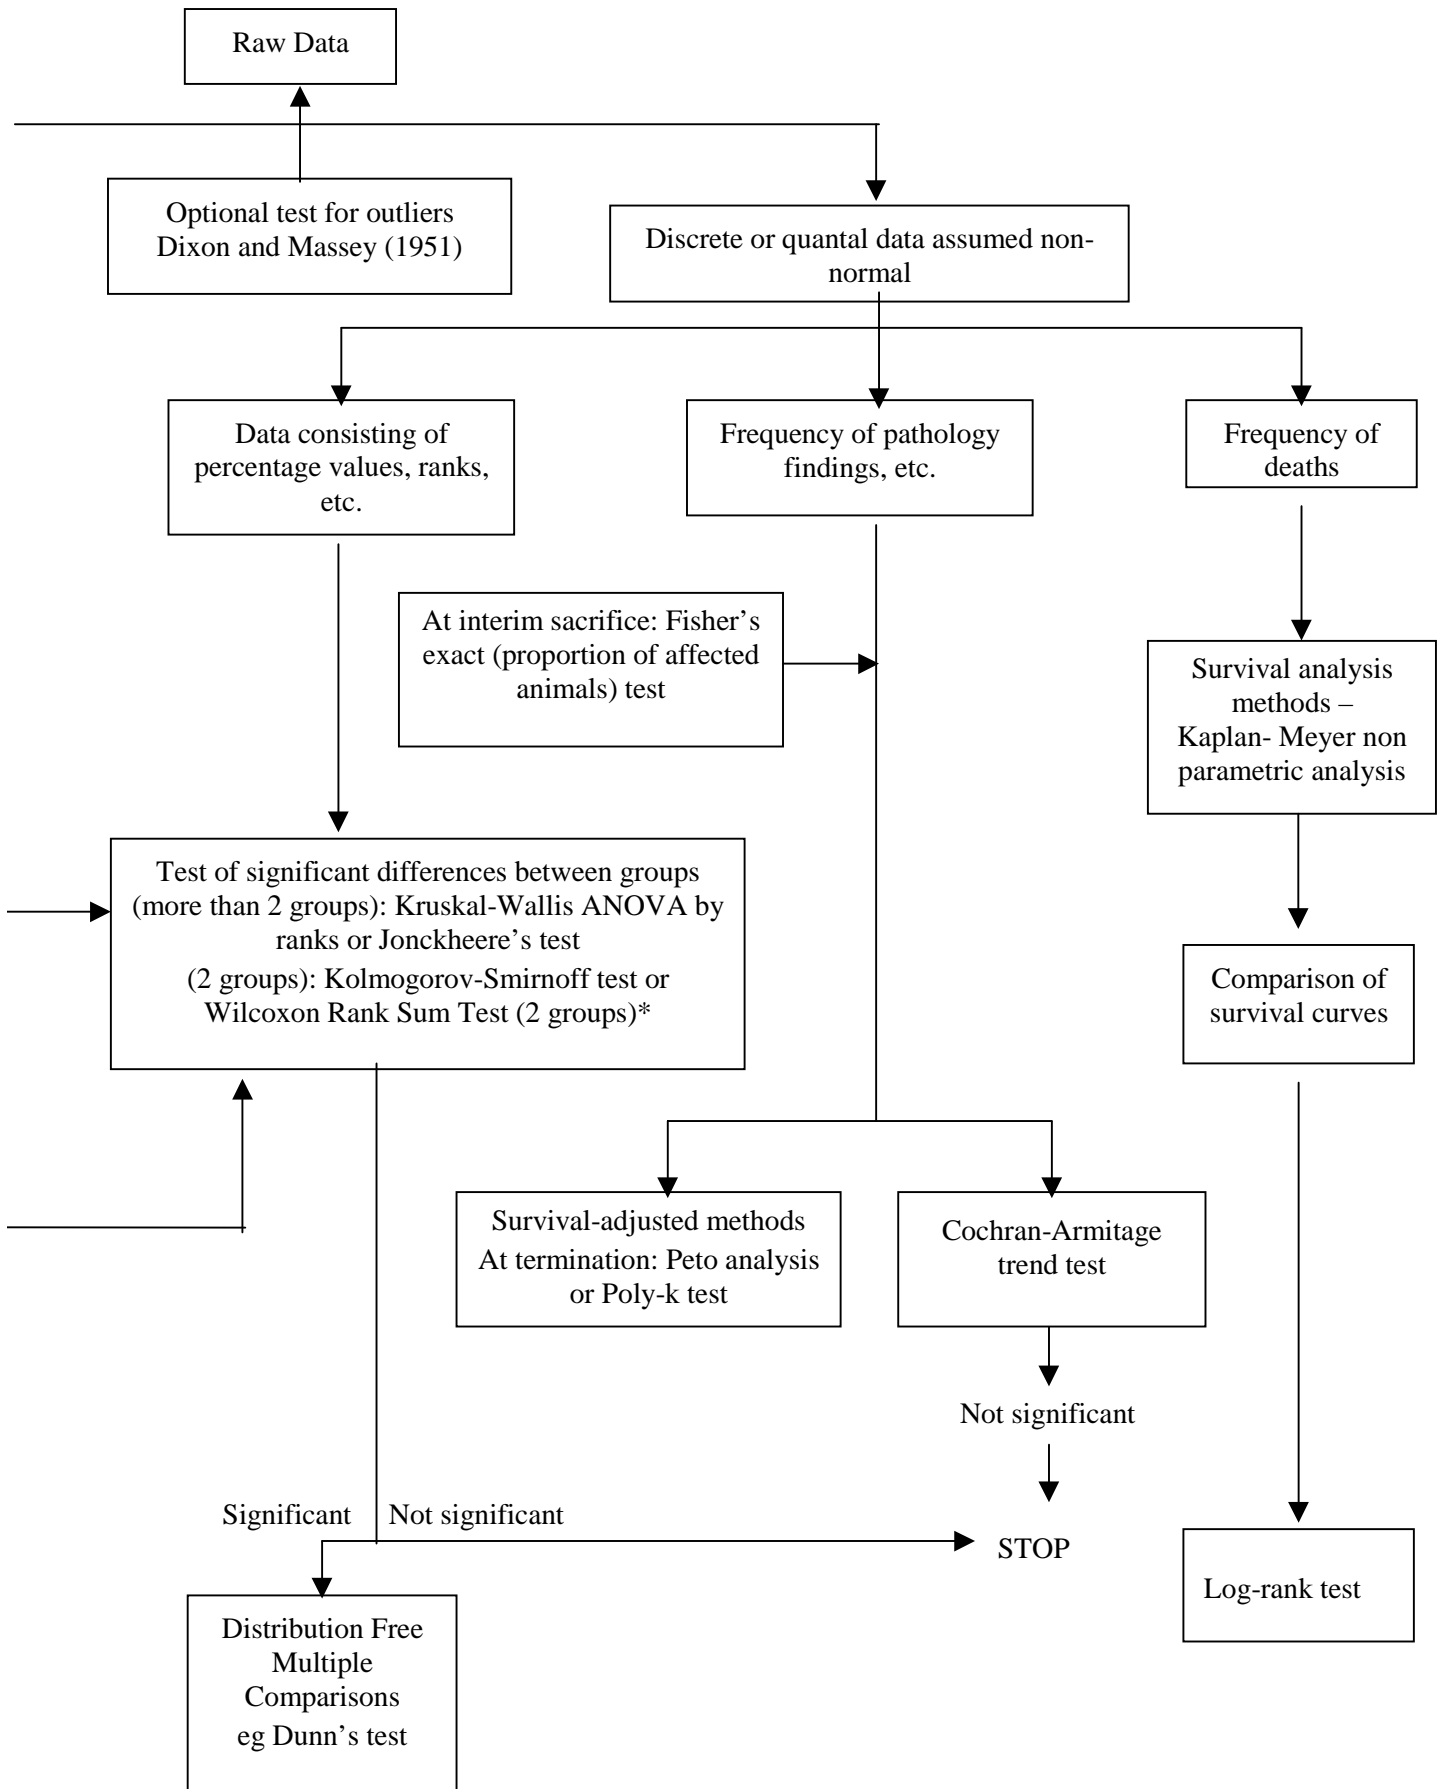 Raw Data
Optional test for outliers
Dixon and Massey (1951)
Discrete or quantal data assumed non-
normal
Data consisting of
percentage values, ranks,
etc.
Frequency of pathology
findings, etc.
Frequency of
deaths
At interim sacrifice: Fisher’s
exact (proportion of affected
animals) test
Survival analysis
methods –
Kaplan- Meyer non
parametric analysis
Test of significant differences between groups
(more than 2 groups): Kruskal-Wallis ANOVA by
ranks or Jonckheere’s test
(2 groups): Kolmogorov-Smirnoff test or
Wilcoxon Rank Sum Test (2 groups)*
Comparison of
survival curves
Survival-adjusted methods
At termination: Peto analysis
or Poly-k test
Cochran-Armitage
trend test
Not significant
Significant
Not significant
STOP
Log-rank test
Distribution Free
Multiple
Comparisons
eg Dunn’s test